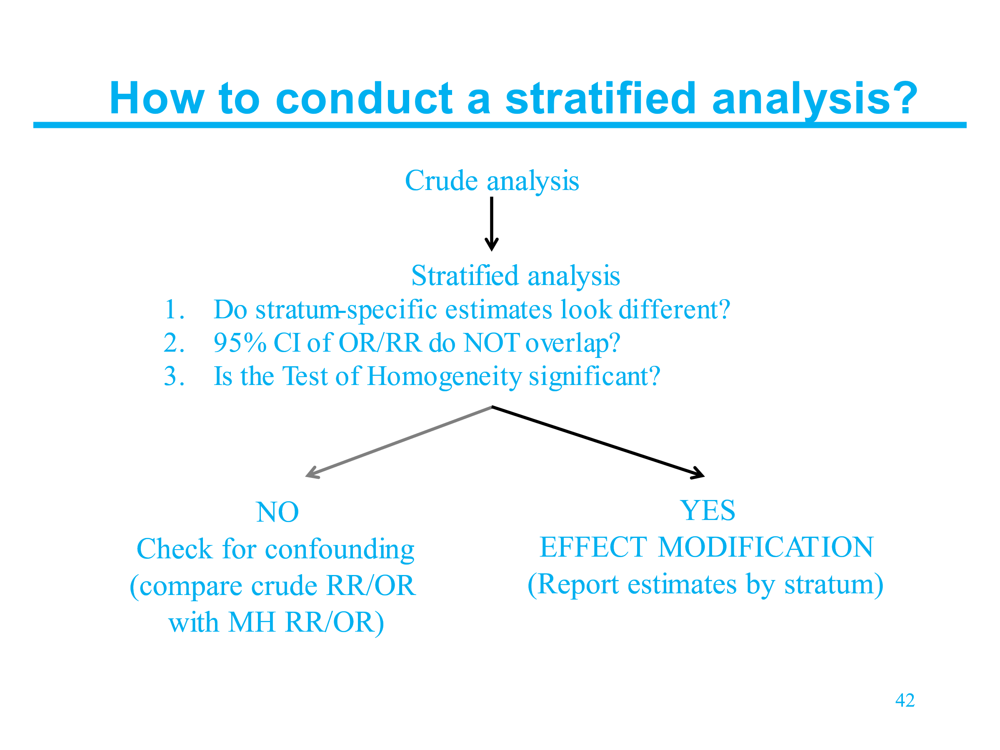 How to conduct a stratified analysis?
Crude analysis
Stratified analysis
1. Do stratum-specific estimates look different?
2. 95% CI of OR/RR do NOT overlap?
3. Is the Test of Homogeneity significant?
NO
Check for confounding
(compare crude RR/OR
with MH RR/OR)
YES
EFFECT MODIFICATION
(Report estimates by stratum)
42